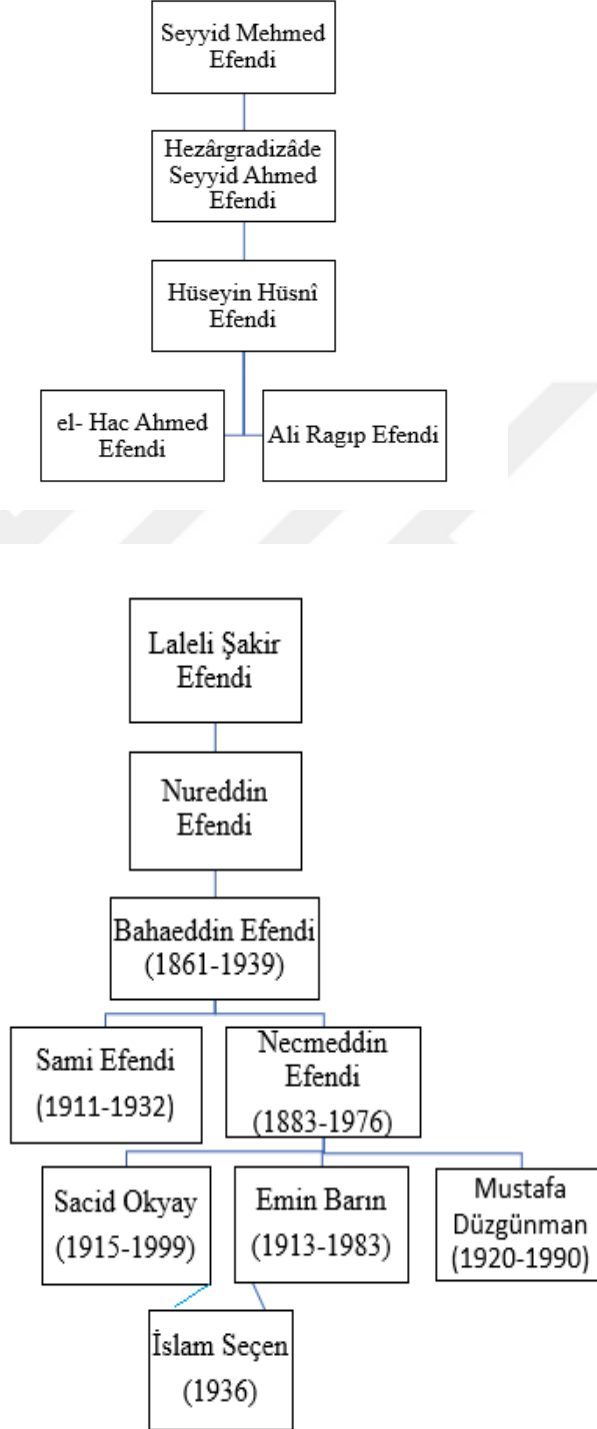 Seyyid Mehmed
Efendi
Hezârgradizâde
Seyyid Ahmed
Efendi
Hüseyin Hüsnî
Efendi
el- Hac Ahmed
Efendi
Ali Ragıp Efendi
Laleli Şakir
Efendi
Nureddin
Efendi
Bahaeddin Efendi
(1861-1939)
Sami Efendi
(1911-1932)
Necmeddin
Efendi
(1883-1976)
Sacid Okyay
(1915-1999)
Emin Barın
(1913-1983)
Mustafa
Düzgünman
(1920-1990)
İslam Seçen
(1936)